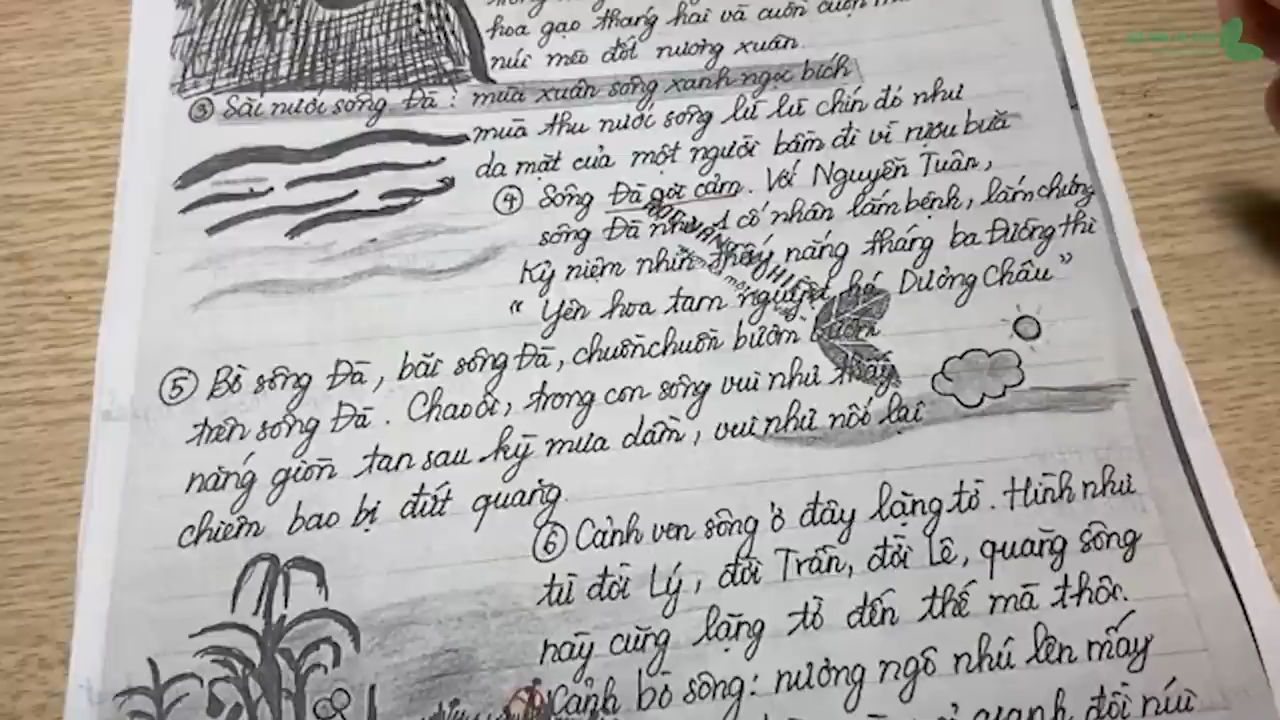 hoa gạo tháng hai và cuồn cuộn
núi mèo đốt nương xuân.
③ Sắc nước sông Đà : mùa xuân sông xanh ngọc bích
mùa thu nước sông lừ lừ chín đỏ như
da mặt của một người bầm đi vì rượu bữa
④ Sông Đà gợi cảm. Với Nguyễn Tuân,
sông Đà như 1 cố nhân lắm bệnh, lắm chứng
Kỷ niệm nhìn thấy nắng tháng ba Đường thi
“ Yên hoa tam nguyệt há Dương Châu ”
⑤ Bờ sông Đà, bãi sông Đà, chuồn chuồn bươm bướm
trên sông Đà. Chao ôi, trông con sông vui như thấy
nắng giòn tan sau kỳ mưa dầm, vui như nối lại
chiêm bao bị đứt quãng.
⑥ Cảnh ven sông ở đây lặng tờ. Hình như
từ đời Lý, đời Trần, đời Lê, quãng sông
này cũng lặng tờ đến thế mà thôi.
Cảnh bờ sông: nương ngô nhú lên mấy
gianh đồi núi